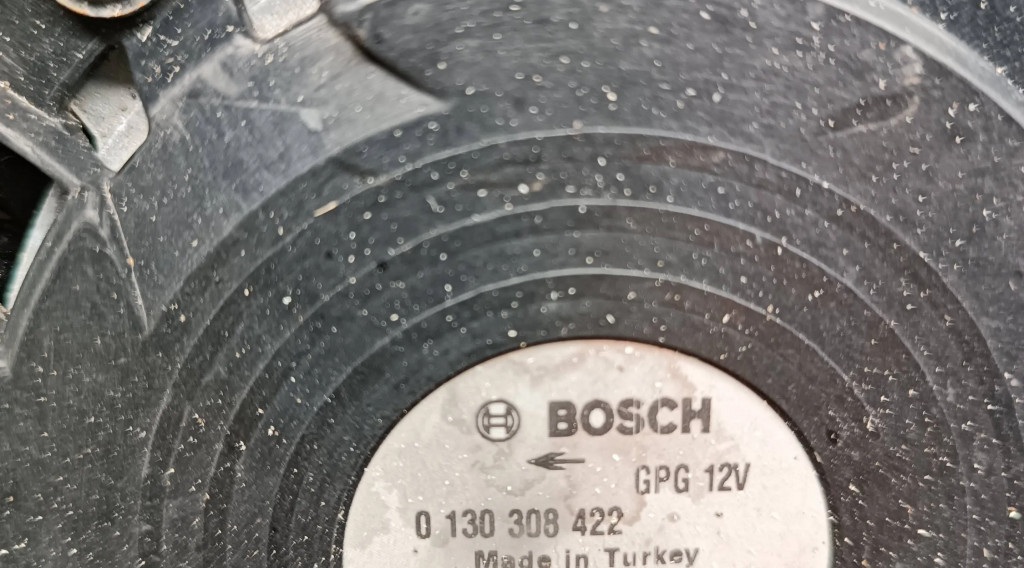 BOSCH
GPG 12V
0 130 308 422
Made in Turkey